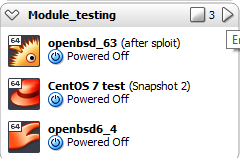 Module_testing 3
En
64
openbsd_63 (after sploit)
Powered Off
64
CentOS 7 test (Snapshot 2)
Powered Off
64
openbsd6_4
Powered Off